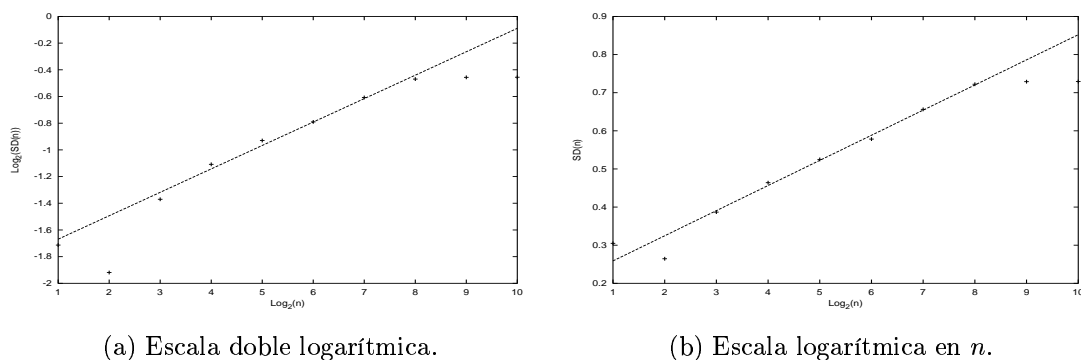 0
-0.2
-0.4
-0.6
-0.8
-1
-1.2
-1.4
-1.6
-1.8
-2
Log2(SD(n))
1 2 3 4 5 6 7 8 9 10
Log2(n)
(a) Escala doble logarítmica.
0.9
0.8
0.7
0.6
0.5
0.4
0.3
0.2
SD(n)
1 2 3 4 5 6 7 8 9 10
Log2(n)
(b) Escala logarítmica en n.